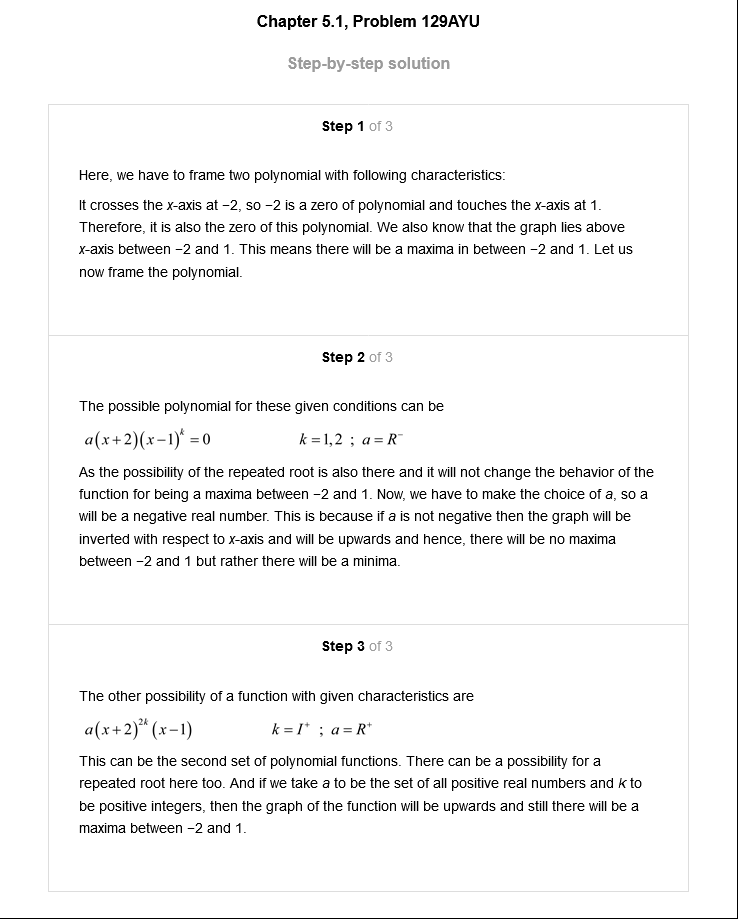 Chapter 5.1, Problem 129AYU
Step-by-step solution
Step 1 of 3
Here, we have to frame two polynomial with following characteristics:
It crosses the x-axis at −2, so −2 is a zero of polynomial and touches the x-axis at 1.
Therefore, it is also the zero of this polynomial. We also know that the graph lies above
x-axis between −2 and 1. This means there will be a maxima in between −2 and 1. Let us
now frame the polynomial.
Step 2 of 3
The possible polynomial for these given conditions can be
a(x+2)(x−1)^k = 0 k = 1,2 ; a = R⁻
As the possibility of the repeated root is also there and it will not change the behavior of the
function for being a maxima between −2 and 1. Now, we have to make the choice of a, so a
will be a negative real number. This is because if a is not negative then the graph will be
inverted with respect to x-axis and will be upwards and hence, there will be no maxima
between −2 and 1 but rather there will be a minima.
Step 3 of 3
The other possibility of a function with given characteristics are
a(x+2)^{2k}(x−1) k = I⁺ ; a = R⁺
This can be the second set of polynomial functions. There can be a possibility for a
repeated root here too. And if we take a to be the set of all positive real numbers and k to
be positive integers, then the graph of the function will be upwards and still there will be a
maxima between −2 and 1.